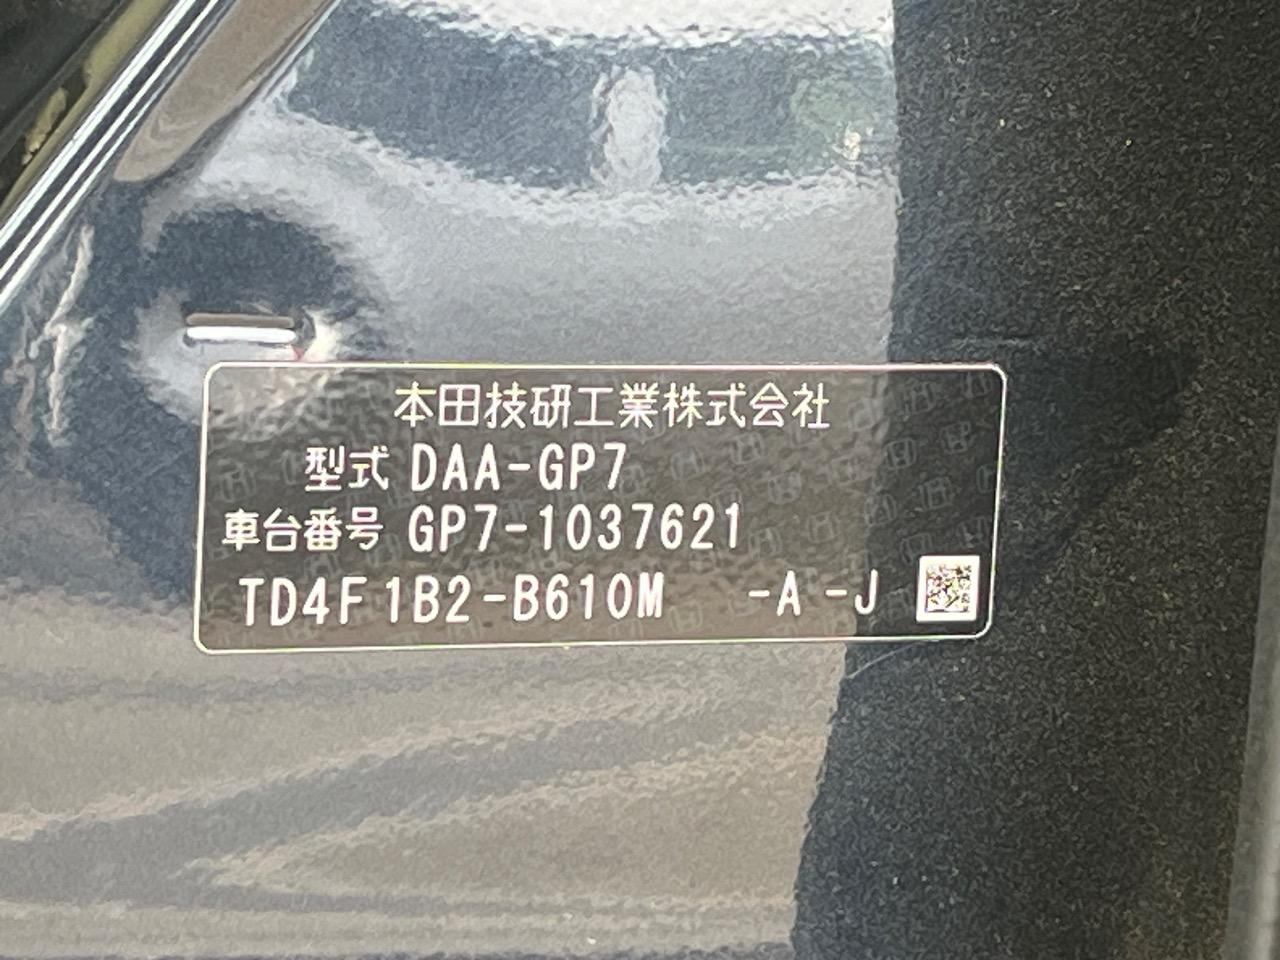 本田技研工業株式会社
型式 DAA-GP7
車台番号 GP7-1037621
TD4F1B2-B610M -A -J